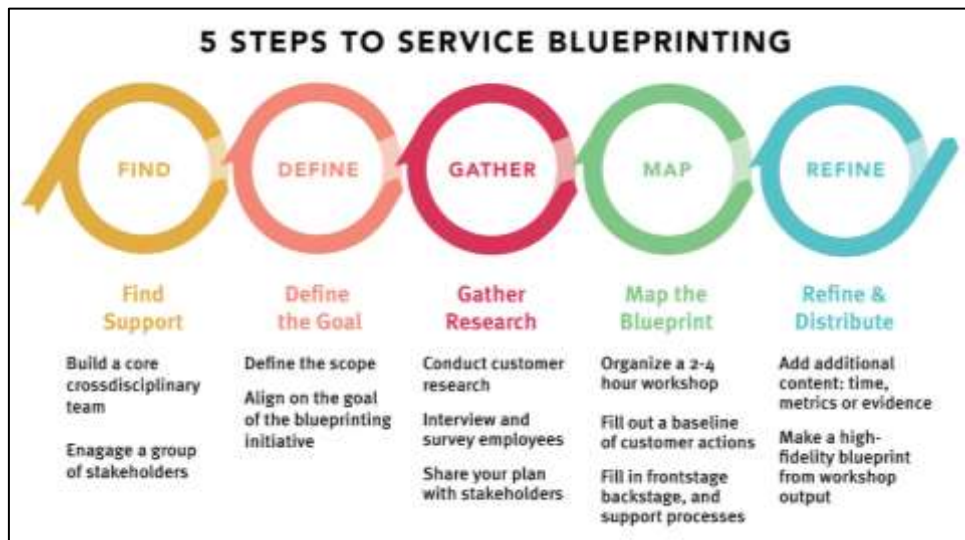 5 STEPS TO SERVICE BLUEPRINTING
FIND
DEFINE
GATHER
MAP
REFINE
Find
Support
Build a core
crossdisciplinary
team
Enagage a group
of stakeholders
Define
the Goal
Define the scope
Align on the goal
of the blueprinting
initiative
Gather
Research
Conduct customer
research
Interview and
survey employees
Share your plan
with stakeholders
Map the
Blueprint
Organize a 2-4
hour workshop
Fill out a baseline
of customer actions
Fill in frontstage
backstage, and
support processes
Refine &
Distribute
Add additional
content: time,
metrics or evidence
Make a high-
fidelity blueprint
from workshop
output